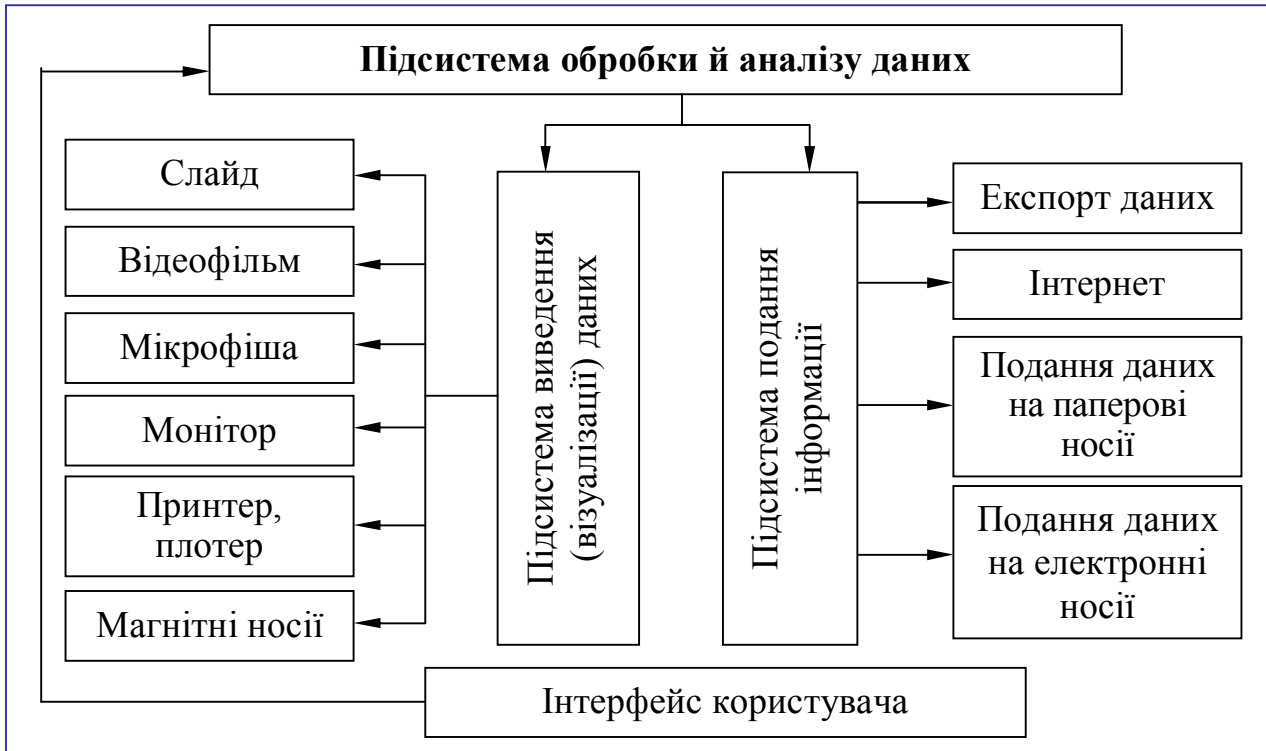 Підсистема обробки й аналізу даних
Слайд
Відеофільм
Мікрофіша
Монітор
Принтер,
плотер
Магнітні носії
Підсистема виведення
(візуалізації) даних
Підсистема подання
інформації
Експорт даних
Інтернет
Подання даних
на паперові
носії
Подання даних
на електронні
носії
Інтерфейс користувача